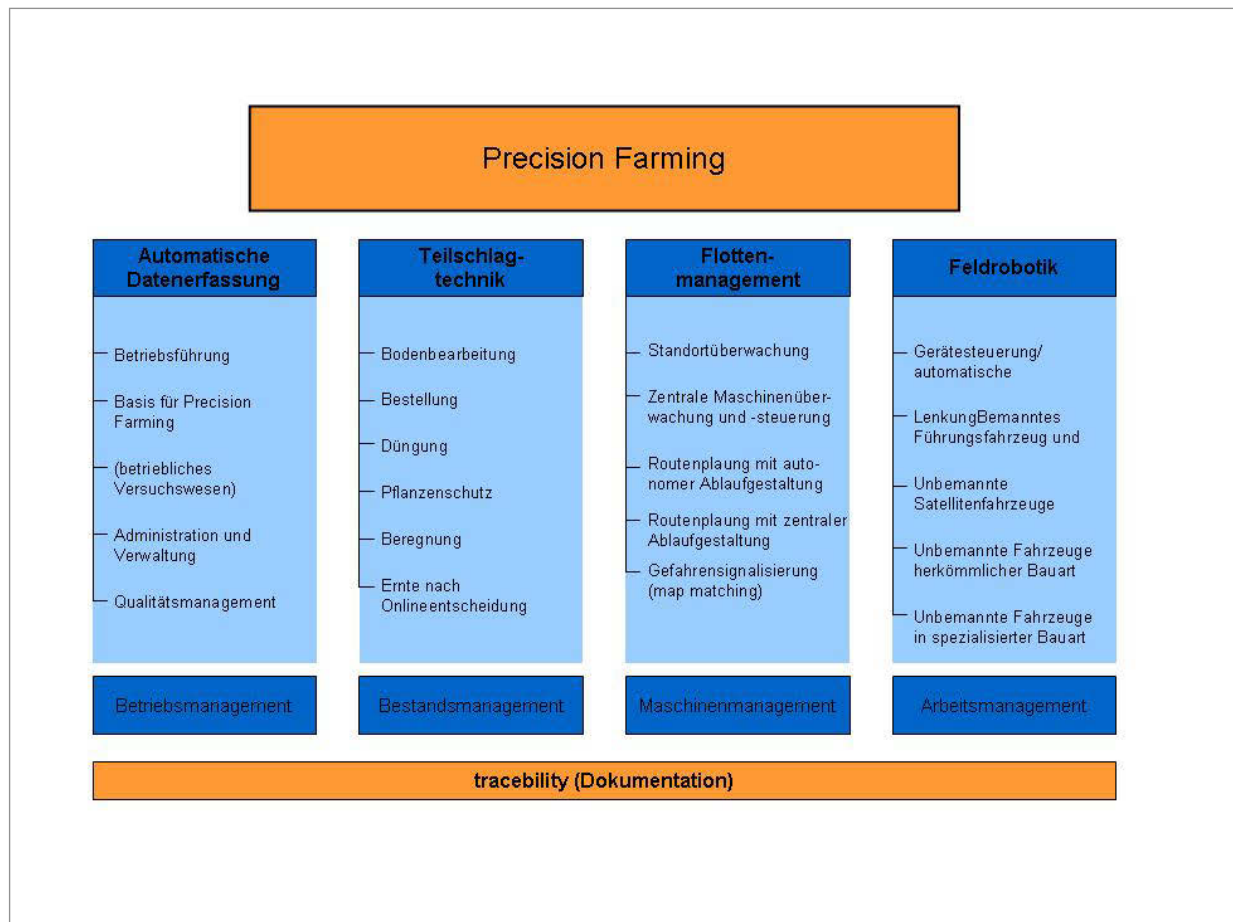 Precision Farming
Automatische
Datenerfassung
Betriebsführung
Basis für Precision
Farming
(betriebliches
Versuchswesen)
Administration und
Verwaltung
Qualitätsmanagement
Betriebsmanagement
Teilschlag-
technik
Bodenbearbeitung
Bestellung
Düngung
Pflanzenschutz
Beregnung
Ernte nach
Onlineentscheidung
Bestandsmanagement
Flotten-
management
Standortüberwachung
Zentrale Maschinenüber-
wachung und -steuerung
Routenplaung mit auto-
nomer Ablaufgestaltung
Routenplaung mit zentraler
Ablaufgestaltung
Gefahrensignalisierung
(map matching)
Maschinenmanagement
Feldrobotik
Gerätesteuerung/
automatische
LenkungBemanntes
Führungsfahrzeug und
Unbemannte
Satellitenfahrzeuge
Unbemannte Fahrzeuge
herkömmlicher Bauart
Unbemannte Fahrzeuge
in spezialisierter Bauart
Arbeitsmanagement
tracebility (Dokumentation)